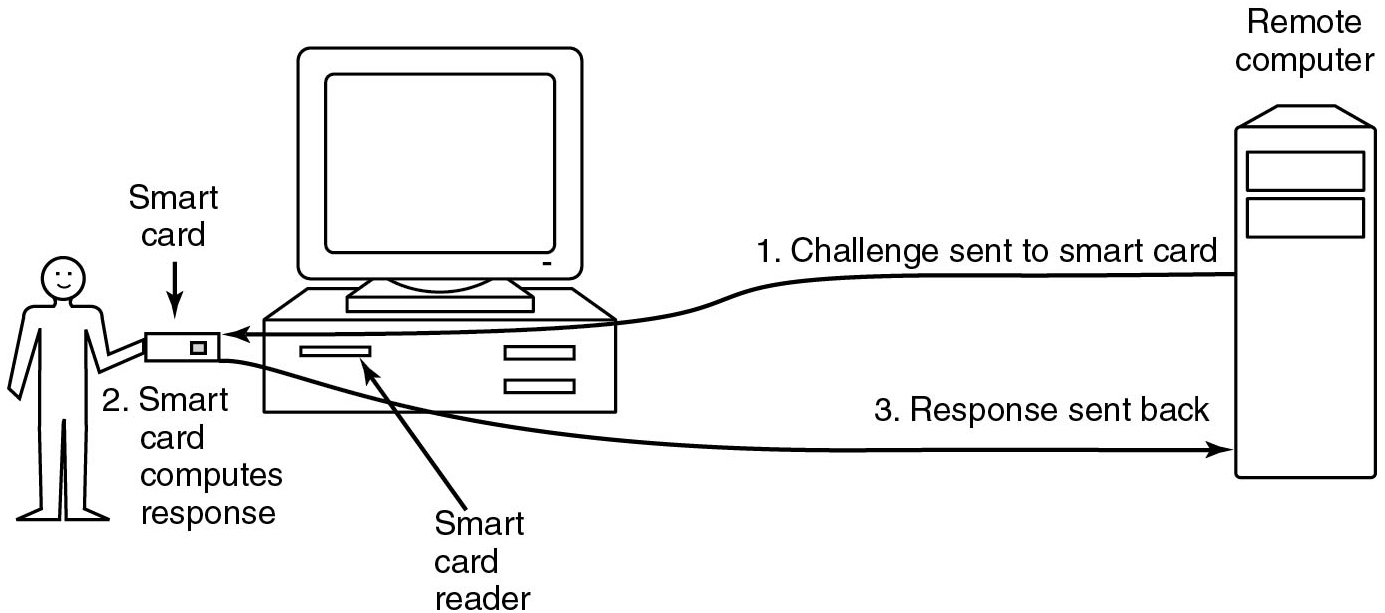 Remote
computer
Smart
card
1. Challenge sent to smart card
2. Smart
card
computes
response
3. Response sent back
Smart
card
reader